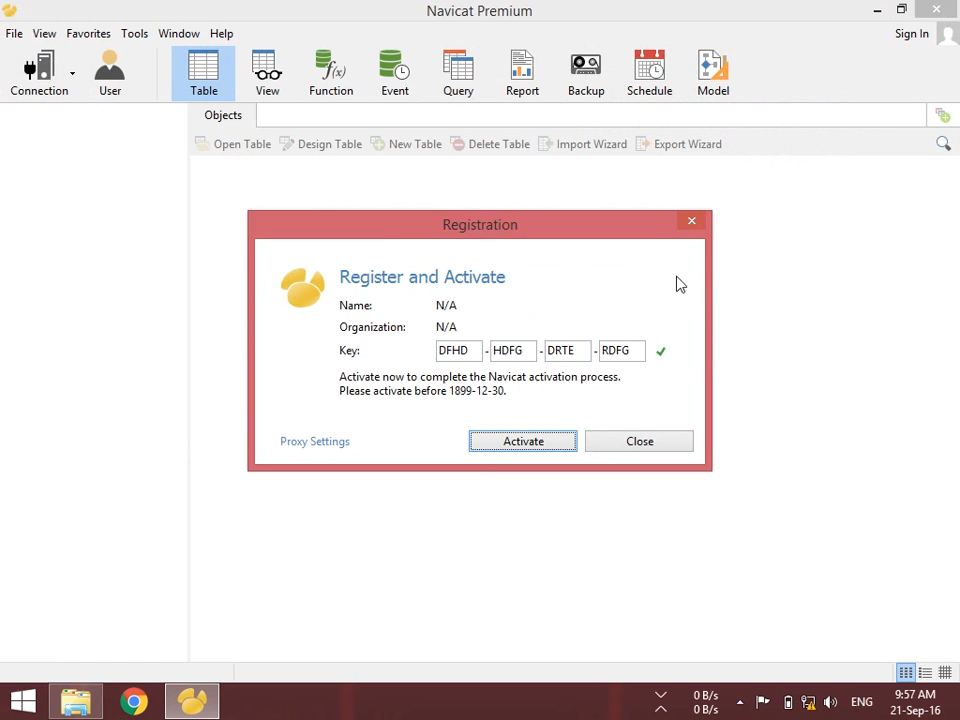 Navicat Premium
File View Favorites Tools Window Help Sign In
Connection User Table View Function Event Query Report Backup Schedule Model
f(x)
Objects
Open Table Design Table New Table Delete Table Import Wizard Export Wizard
Registration
Register and Activate
Name: N/A
Organization: N/A
Key: DFHD - HDFG - DRTE - RDFG
Activate now to complete the Navicat activation process.
Please activate before 1899-12-30.
Proxy Settings Activate Close
0 B/s
0 B/s
ENG
9:57 AM
21-Sep-16